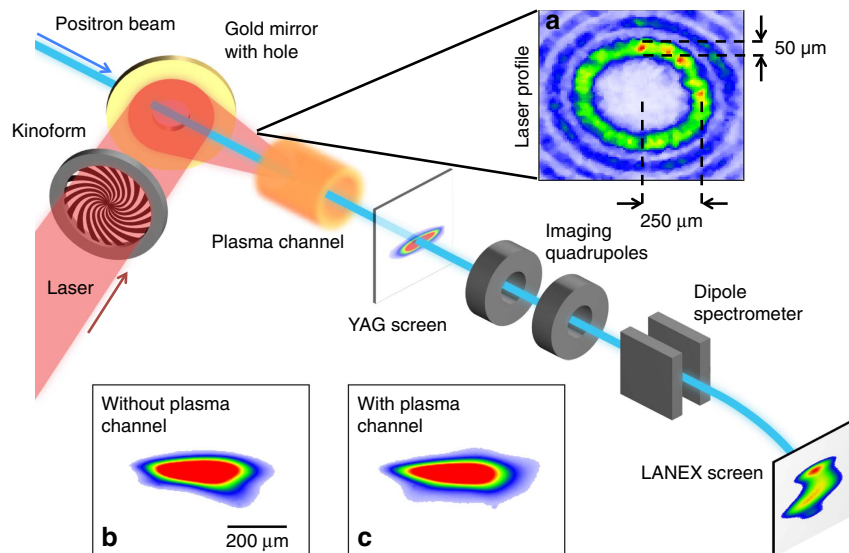 Positron beam
Gold mirror
with hole
Kinoform
Laser
Plasma channel
a
Laser profile
50 μm
250 μm
YAG screen
Imaging
quadrupoles
Dipole
spectrometer
LANEX screen
Without plasma
channel
b
200 μm
With plasma
channel
c